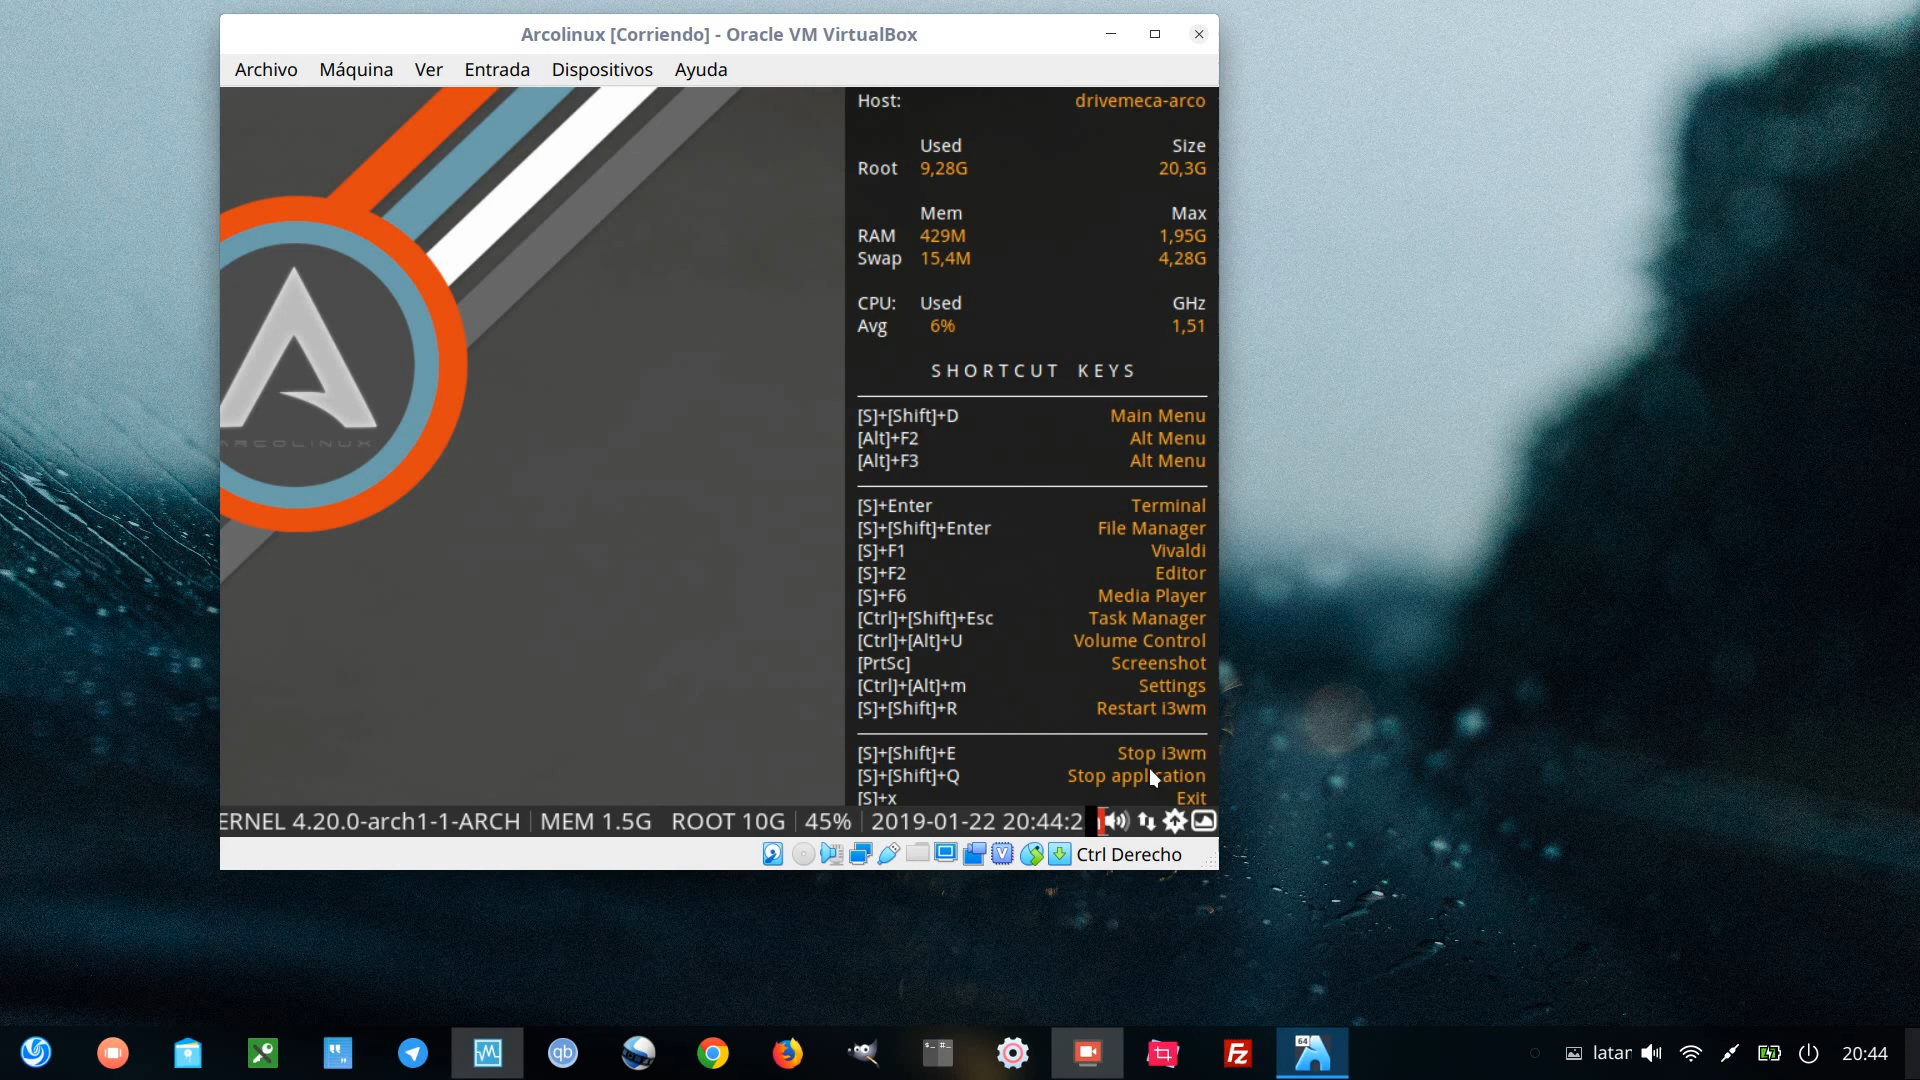 Arcolinux [Corriendo] - Oracle VM VirtualBox
Archivo Máquina Ver Entrada Dispositivos Ayuda
Host: drivemeca-arco
Used Size
Root 9,28G 20,3G
Mem Max
RAM 429M 1,95G
Swap 15,4M 4,28G
CPU: Used GHz
Avg 6% 1,51
SHORTCUT KEYS
[S]+[Shift]+D Main Menu
[Alt]+F2 Alt Menu
[Alt]+F3 Alt Menu
[S]+Enter Terminal
[S]+[Shift]+Enter File Manager
[S]+F1 Vivaldi
[S]+F2 Editor
[S]+F6 Media Player
[Ctrl]+[Shift]+Esc Task Manager
[Ctrl]+[Alt]+U Volume Control
[PrtSc] Screenshot
[Ctrl]+[Alt]+m Settings
[S]+[Shift]+R Restart i3wm
[S]+[Shift]+E Stop i3wm
[S]+[Shift]+Q Stop application
[S]+x Exit
ARCOLINUX
ERNEL 4.20.0-arch1-1-ARCH MEM 1.5G ROOT 10G 45% 2019-01-22 20:44:2
Ctrl Derecho
qb
Fz
64
latar
20:44